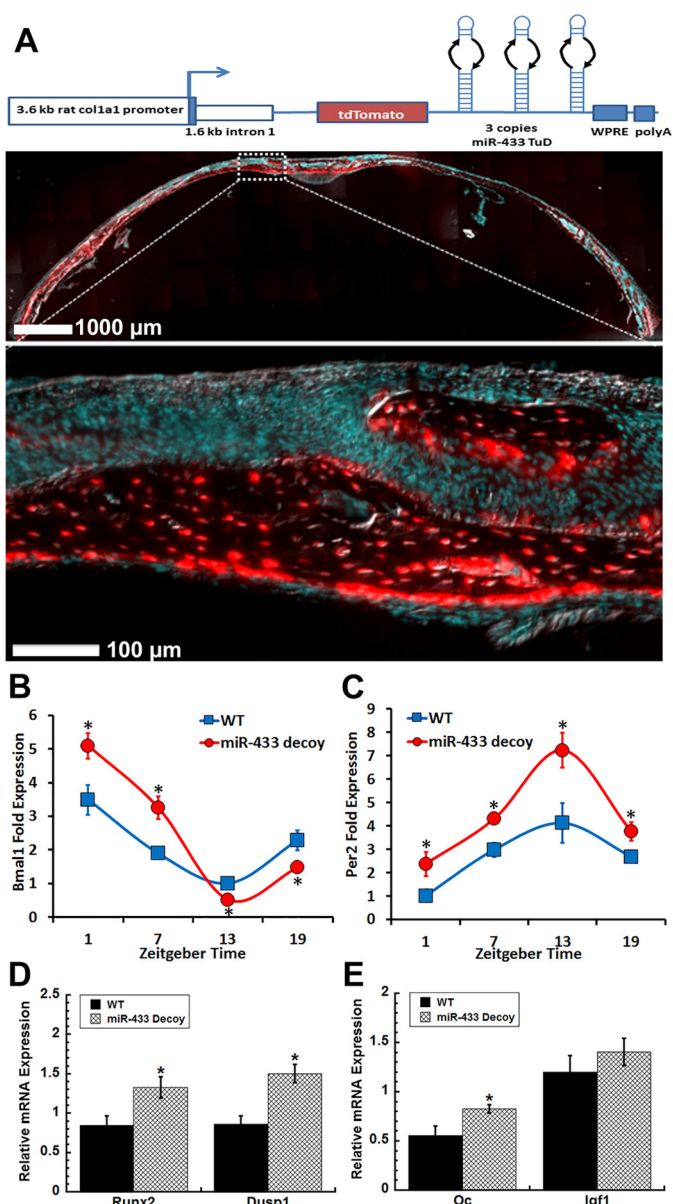 A
3.6 kb rat col1a1 promoter
1.6 kb intron 1
tdTomato
3 copies
miR-433 TuD
WPRE
polyA
1000 µm
100 µm
B
WT
miR-433 decoy
Bmal1 Fold Expression
6
5
4
3
2
1
0
*
*
*
*
1 7 13 19
Zeitgeber Time
C
WT
miR-433 decoy
Per2 Fold Expression
9
8
7
6
5
4
3
2
1
0
*
*
*
*
1 7 13 19
Zeitgeber Time
D
WT
miR-433 Decoy
Relative mRNA Expression
2.5
2
1.5
1
0.5
0
*
*
Runx2 Dusp1
E
WT
miR-433 Decoy
Relative mRNA Expression
2
1.5
1
0.5
0
*
Oc Igf1